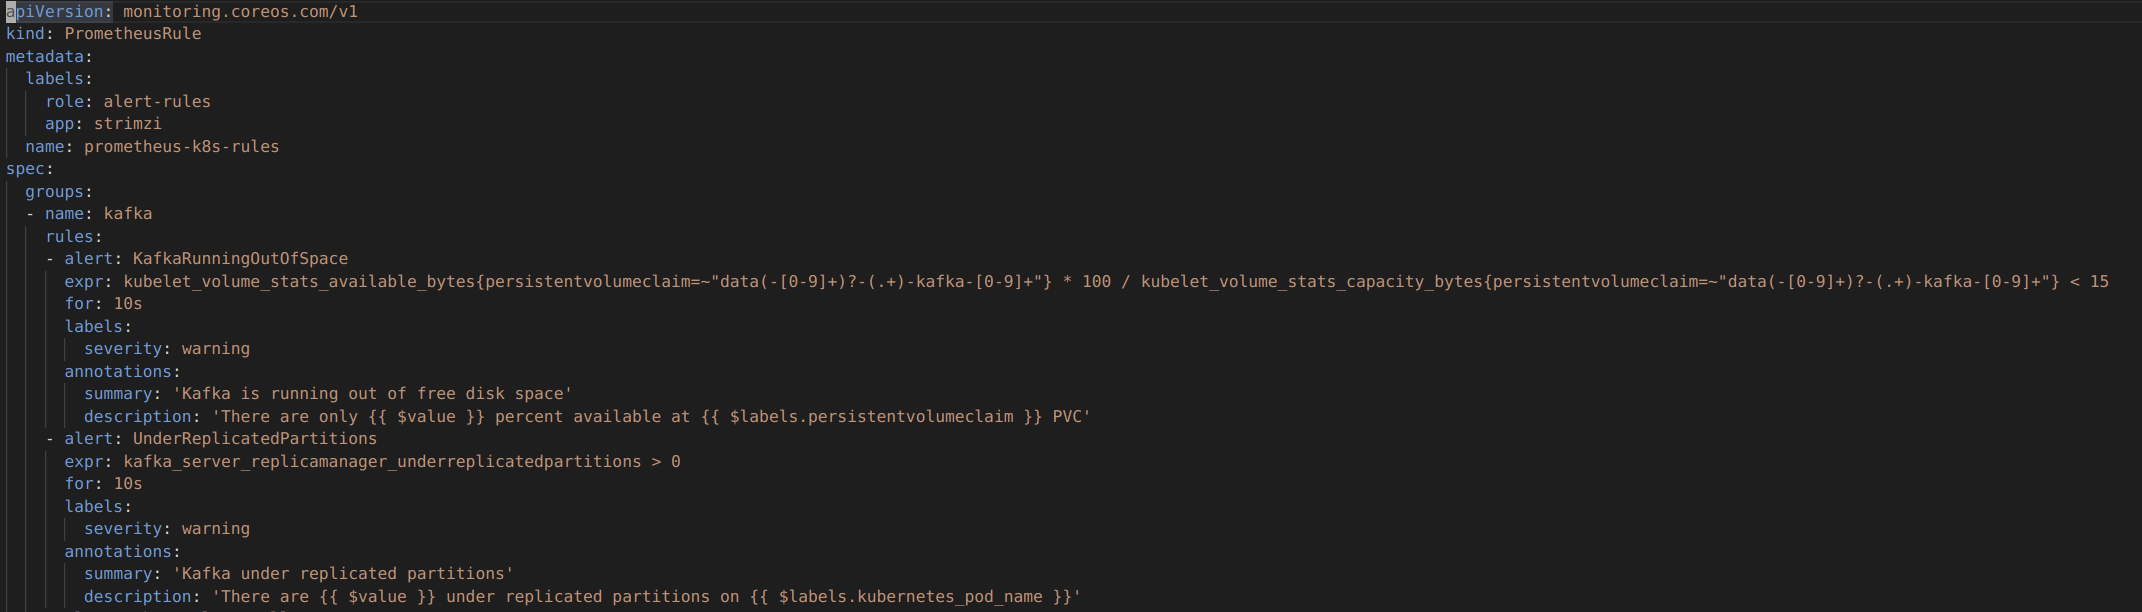 apiVersion: monitoring.coreos.com/v1
kind: PrometheusRule
metadata:
  labels:
    role: alert-rules
    app: strimzi
  name: prometheus-k8s-rules
spec:
  groups:
  - name: kafka
    rules:
    - alert: KafkaRunningOutOfSpace
      expr: kubelet_volume_stats_available_bytes{persistentvolumeclaim=~"data(-[0-9]+)?-(.+)-kafka-[0-9]+"} * 100 / kubelet_volume_stats_capacity_bytes{persistentvolumeclaim=~"data(-[0-9]+)?-(.+)-kafka-[0-9]+"} < 15
      for: 10s
      labels:
        severity: warning
      annotations:
        summary: 'Kafka is running out of free disk space'
        description: 'There are only {{ $value }} percent available at {{ $labels.persistentvolumeclaim }} PVC'
    - alert: UnderReplicatedPartitions
      expr: kafka_server_replicamanager_underreplicatedpartitions > 0
      for: 10s
      labels:
        severity: warning
      annotations:
        summary: 'Kafka under replicated partitions'
        description: 'There are {{ $value }} under replicated partitions on {{ $labels.kubernetes_pod_name }}'